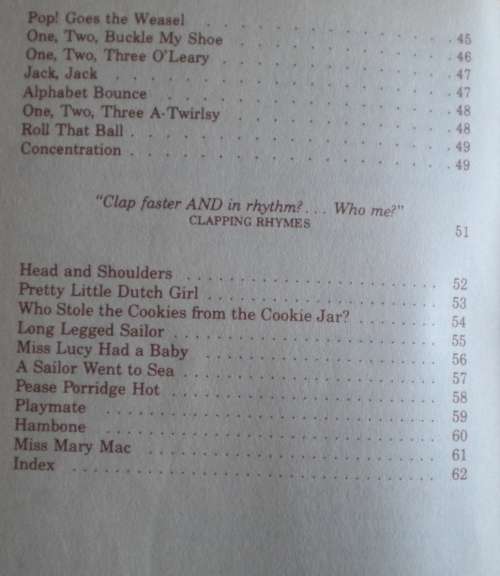 Pop! Goes the Weasel . . . . . . . . . . 45
One, Two, Buckle My Shoe . . . . . . . . . . 46
One, Two, Three O'Leary . . . . . . . . . . 47
Jack, Jack . . . . . . . . . . 47
Alphabet Bounce . . . . . . . . . . 48
One, Two, Three A-Twirlsy . . . . . . . . . . 48
Roll That Ball . . . . . . . . . . 49
Concentration . . . . . . . . . . 49
"Clap faster AND in rhythm? . . . Who me?"
CLAPPING RHYMES 51
Head and Shoulders . . . . . . . . . . 52
Pretty Little Dutch Girl . . . . . . . . . . 53
Who Stole the Cookies from the Cookie Jar? . . . . . . 54
Long Legged Sailor . . . . . . . . . . 55
Miss Lucy Had a Baby . . . . . . . . . . 56
A Sailor Went to Sea . . . . . . . . . . 57
Pease Porridge Hot . . . . . . . . . . 58
Playmate . . . . . . . . . . 59
Hambone . . . . . . . . . . 60
Miss Mary Mac . . . . . . . . . . 61
Index . . . . . . . . . . 62